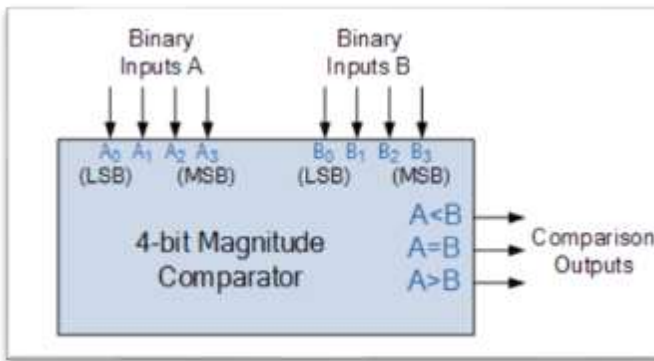 Binary Binary
Inputs A Inputs B
A₀ A₁ A₂ A₃ B₀ B₁ B₂ B₃
(LSB) (MSB) (LSB) (MSB)
A<B
4-bit Magnitude A=B Comparison
Comparator A>B Outputs